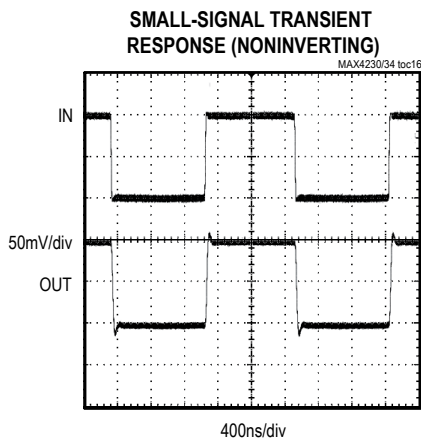 SMALL-SIGNAL TRANSIENT
RESPONSE (NONINVERTING)
MAX4230/34 toc16
IN
50mV/div
OUT
400ns/div